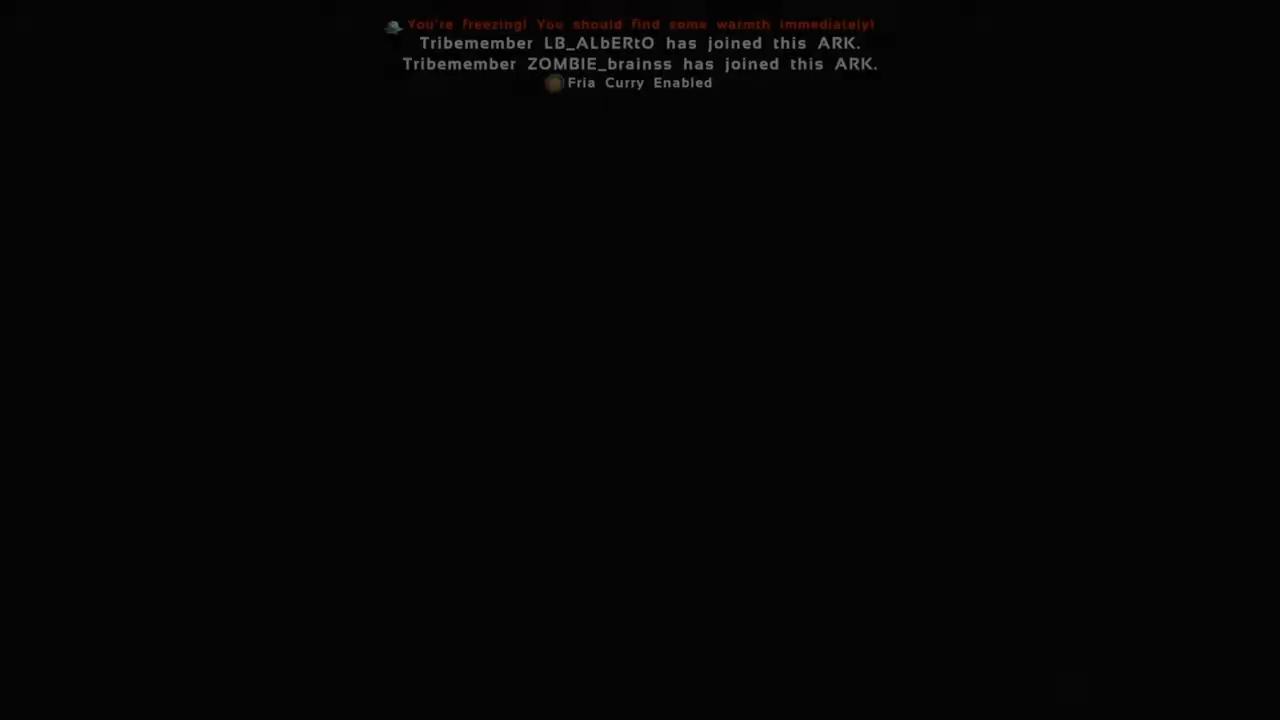 You're freezing! You should find some warmth immediately!
Tribemember LB_ALbERtO has joined this ARK.
Tribemember ZOMBIE_brainss has joined this ARK.
Fria Curry Enabled